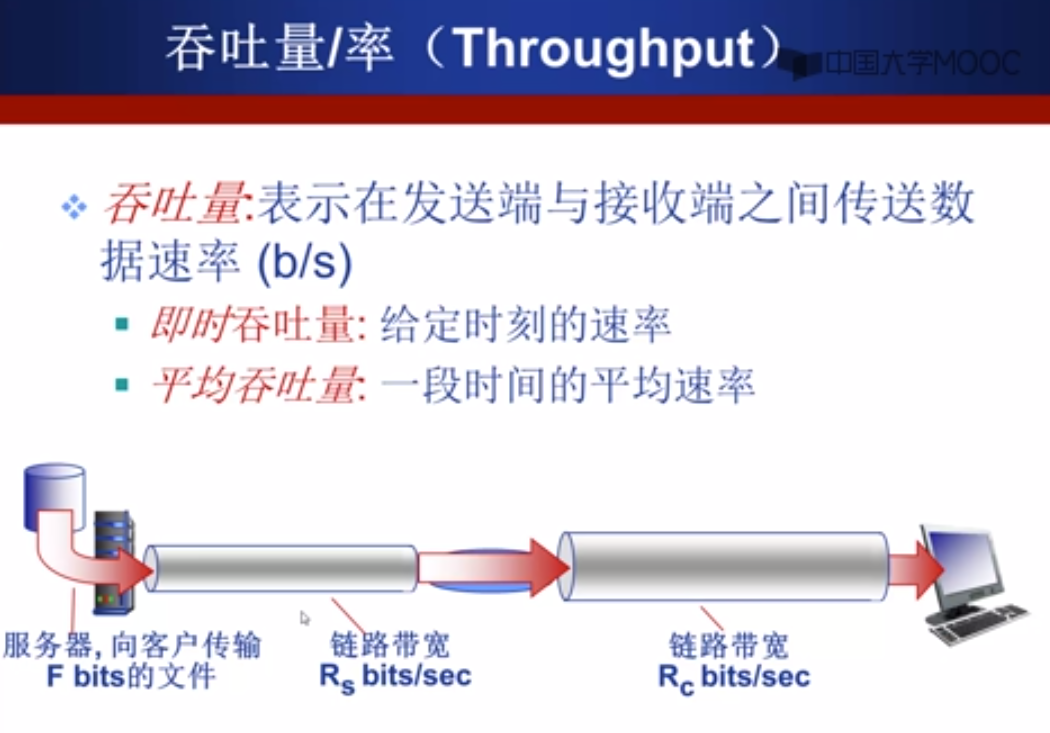 吞吐量/率（Throughput）
中国大学MOOC
吞吐量:表示在发送端与接收端之间传送数
据速率 (b/s)
即时吞吐量: 给定时刻的速率
平均吞吐量: 一段时间的平均速率
服务器, 向客户传输
F bits的文件
链路带宽
Rs bits/sec
链路带宽
Rc bits/sec